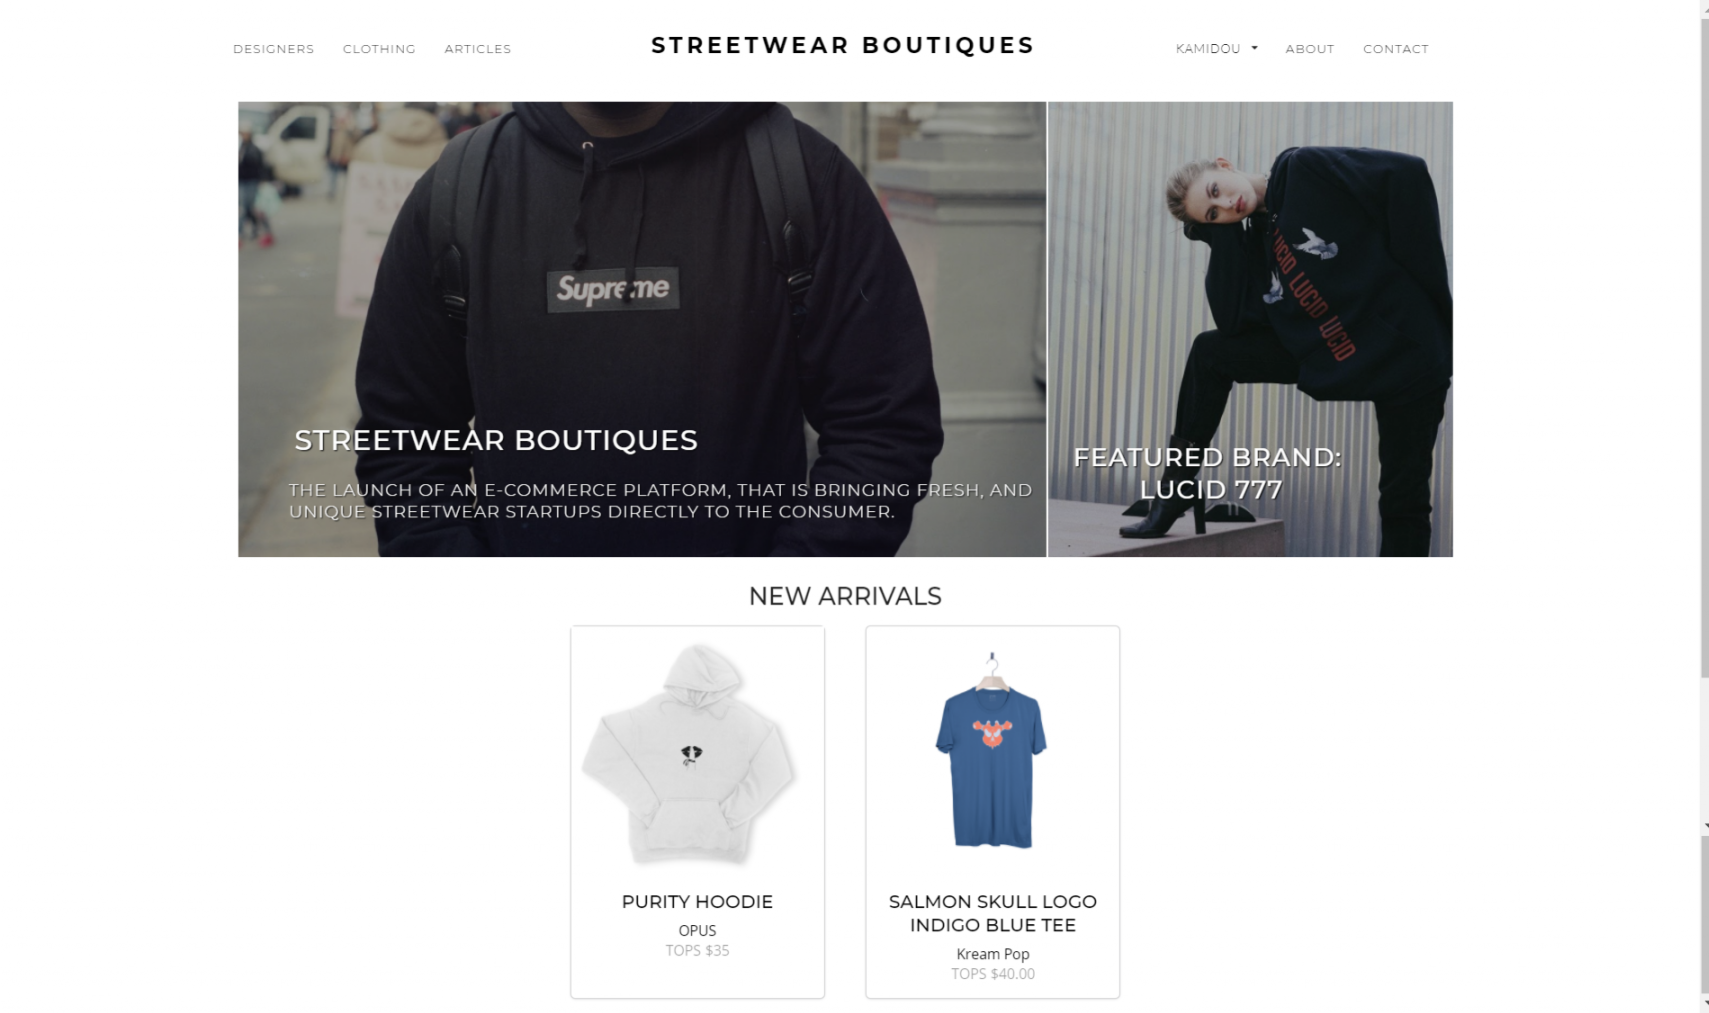 DESIGNERS CLOTHING ARTICLES
STREETWEAR BOUTIQUES
KAMIDOU ABOUT CONTACT
Supreme
LUCID LUCID LUCID
STREETWEAR BOUTIQUES
THE LAUNCH OF AN E-COMMERCE PLATFORM, THAT IS BRINGING FRESH, AND
UNIQUE STREETWEAR STARTUPS DIRECTLY TO THE CONSUMER.
FEATURED BRAND:
LUCID 777
NEW ARRIVALS
PURITY HOODIE
OPUS
TOPS $35
SALMON SKULL LOGO
INDIGO BLUE TEE
Kream Pop
TOPS $40.00